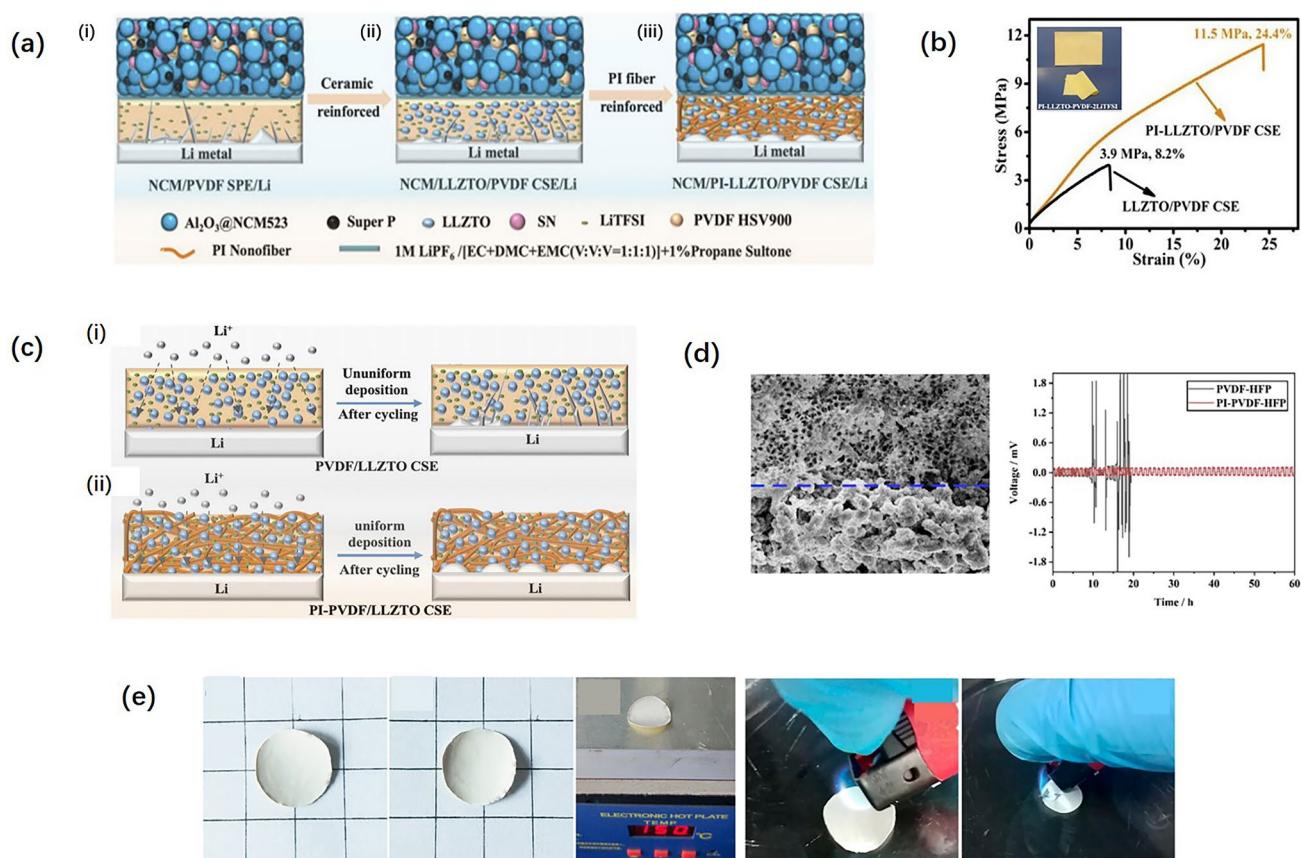 (a)
(i)
(ii)
(iii)
Ceramic
reinforced
PI fiber
reinforced
Li metal
Li metal
Li metal
NCM/PVDF SPE/Li
NCM/LLZTO/PVDF CSE/Li
NCM/PI-LLZTO/PVDF CSE/Li
Al₂O₃@NCM523
Super P
LLZTO
SN
LiTFSI
PVDF HSV900
PI Nonofiber
1M LiPF₆ /[EC+DMC+EMC(V:V:V=1:1:1)]+1%Propane Sultone
(b)
11.5 MPa, 24.4%
PI-LLZTO-PVDF-2LiTFSI
PI-LLZTO/PVDF CSE
3.9 MPa, 8.2%
LLZTO/PVDF CSE
Stress (MPa)
12
9
6
3
0
0 5 10 15 20 25
Strain (%)
(c)
(i)
Li⁺
Ununiform
deposition
After cycling
Li
Li
PVDF/LLZTO CSE
(ii)
Li⁺
uniform
deposition
After cycling
Li
Li
PI-PVDF/LLZTO CSE
(d)
PVDF-HFP
PI-PVDF-HFP
Voltage / mV
1.8
1.2
0.6
0.0
-0.6
-1.2
-1.8
0 10 20 30 40 50 60
Time / h
(e)
ELECTRONIC HOT PLATE
TEMP
150 °C